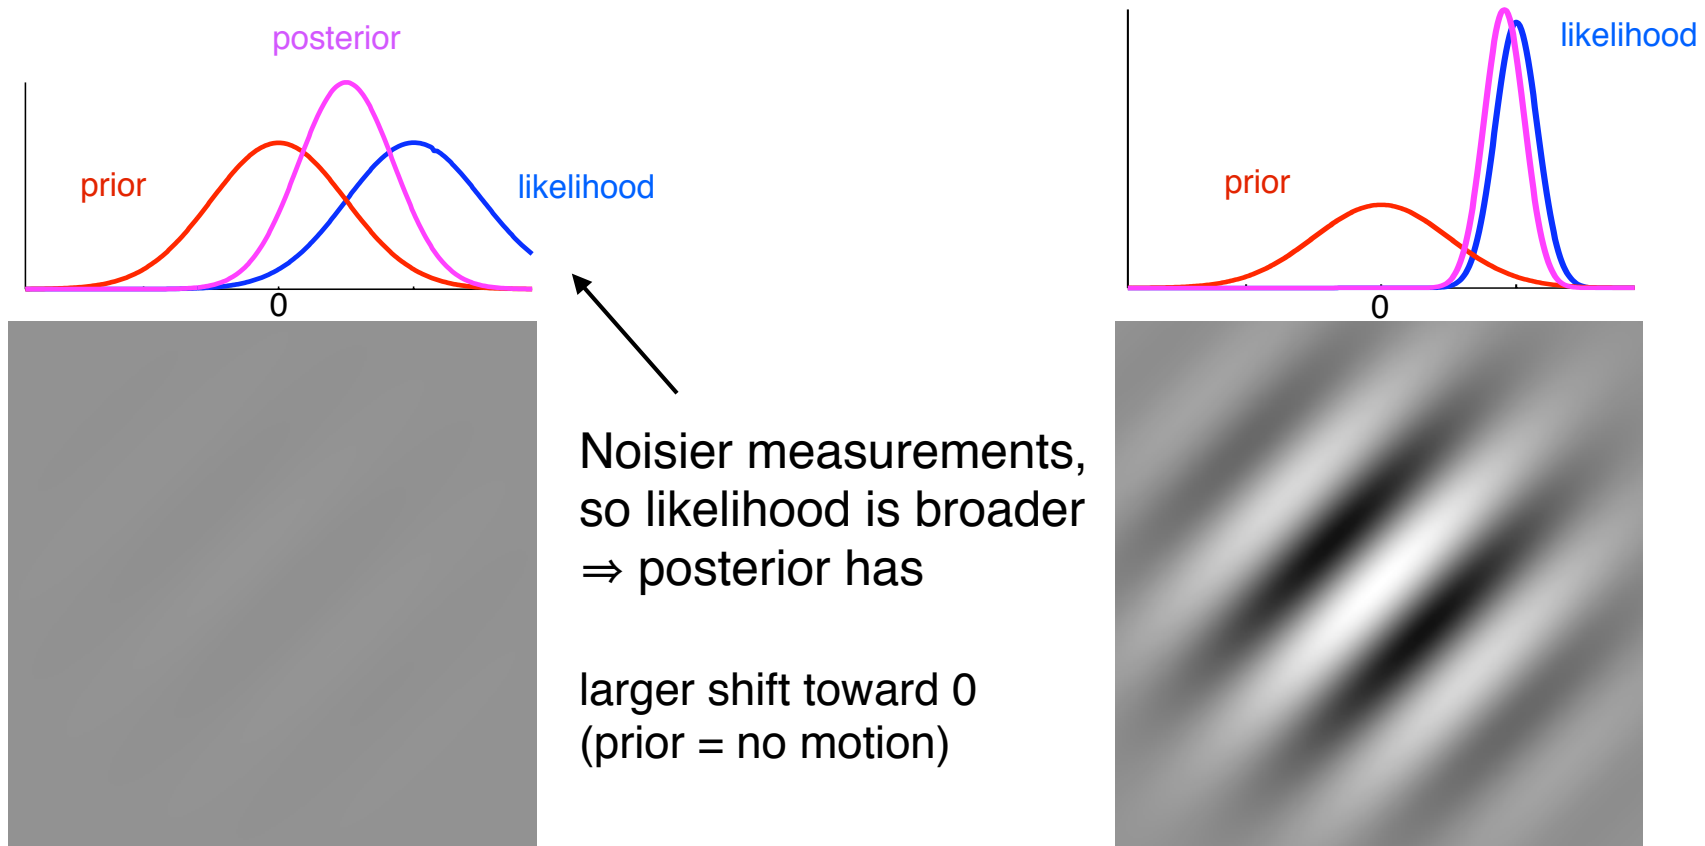 posterior
prior
likelihood
0
likelihood
prior
0
Noisier measurements,
so likelihood is broader
⇒ posterior has
larger shift toward 0
(prior = no motion)